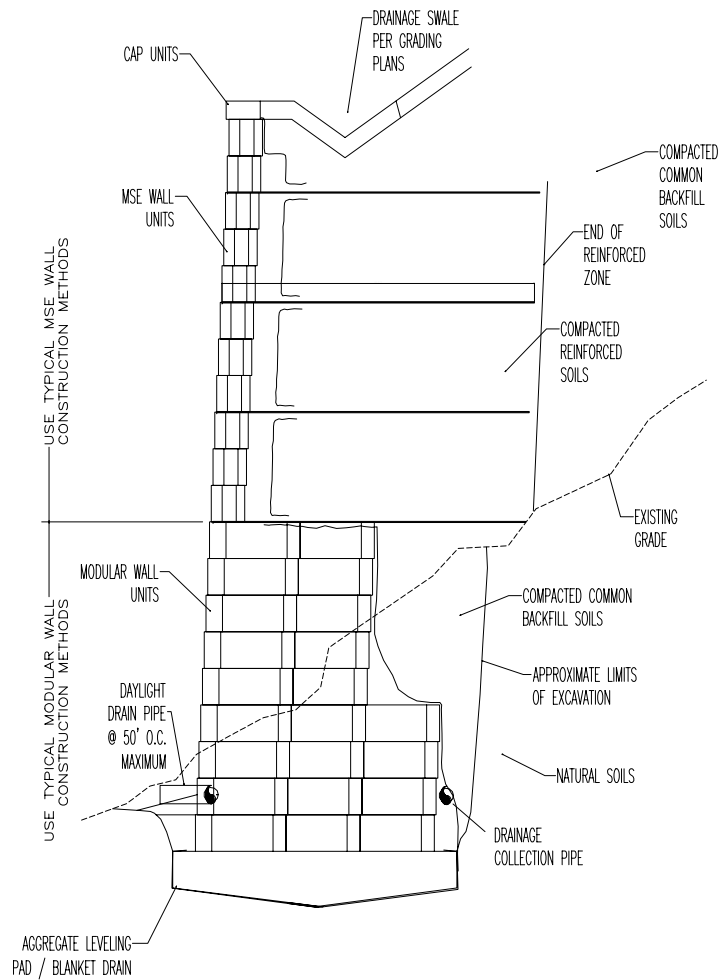 DRAINAGE SWALE
PER GRADING
PLANS
CAP UNITS
COMPACTED
COMMON
BACKFILL
SOILS
MSE WALL
UNITS
END OF
REINFORCED
ZONE
USE TYPICAL MSE WALL
CONSTRUCTION METHODS
COMPACTED
REINFORCED
SOILS
EXISTING
GRADE
MODULAR WALL
UNITS
COMPACTED COMMON
BACKFILL SOILS
USE TYPICAL MODULAR WALL
CONSTRUCTION METHODS
DAYLIGHT
DRAIN PIPE
@ 50' O.C.
MAXIMUM
APPROXIMATE LIMITS
OF EXCAVATION
NATURAL SOILS
DRAINAGE
COLLECTION PIPE
AGGREGATE LEVELING
PAD / BLANKET DRAIN